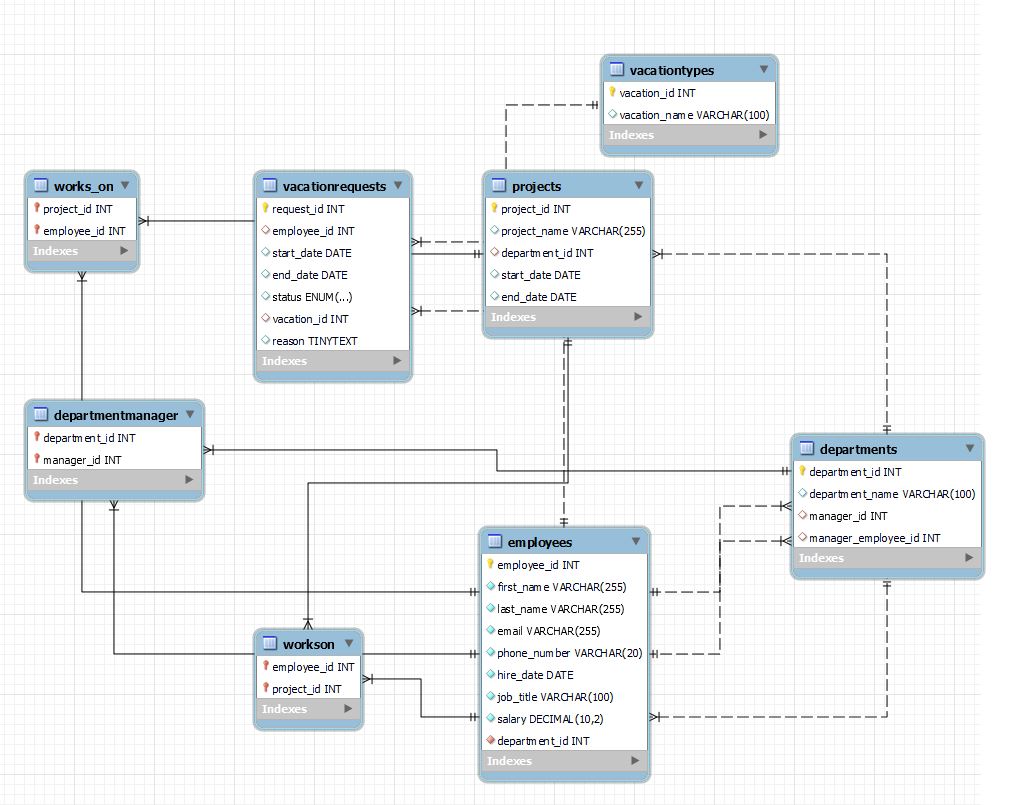 vacationtypes
vacation_id INT
vacation_name VARCHAR(100)
Indexes
works_on
project_id INT
employee_id INT
Indexes
vacationrequests
request_id INT
employee_id INT
start_date DATE
end_date DATE
status ENUM(...)
vacation_id INT
reason TINYTEXT
Indexes
projects
project_id INT
project_name VARCHAR(255)
department_id INT
start_date DATE
end_date DATE
Indexes
departmentmanager
department_id INT
manager_id INT
Indexes
departments
department_id INT
department_name VARCHAR(100)
manager_id INT
manager_employee_id INT
Indexes
employees
employee_id INT
first_name VARCHAR(255)
last_name VARCHAR(255)
email VARCHAR(255)
phone_number VARCHAR(20)
hire_date DATE
job_title VARCHAR(100)
salary DECIMAL(10,2)
department_id INT
Indexes
workson
employee_id INT
project_id INT
Indexes